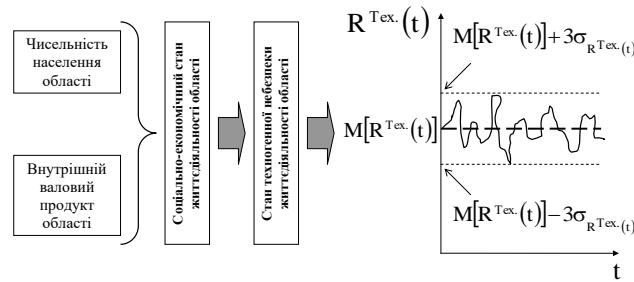 Чисельність
населення
області
Внутрішній
валовий
продукт
області
Соціально-економічний стан
життєдіяльності області
Стан техногенної небезпеки
життєдіяльності області
R^Tex.(t)
M[R^Tex.(t)]+3σ_R^Tex.(t)
M[R^Tex.(t)]
M[R^Tex.(t)]−3σ_R^Tex.(t)
t